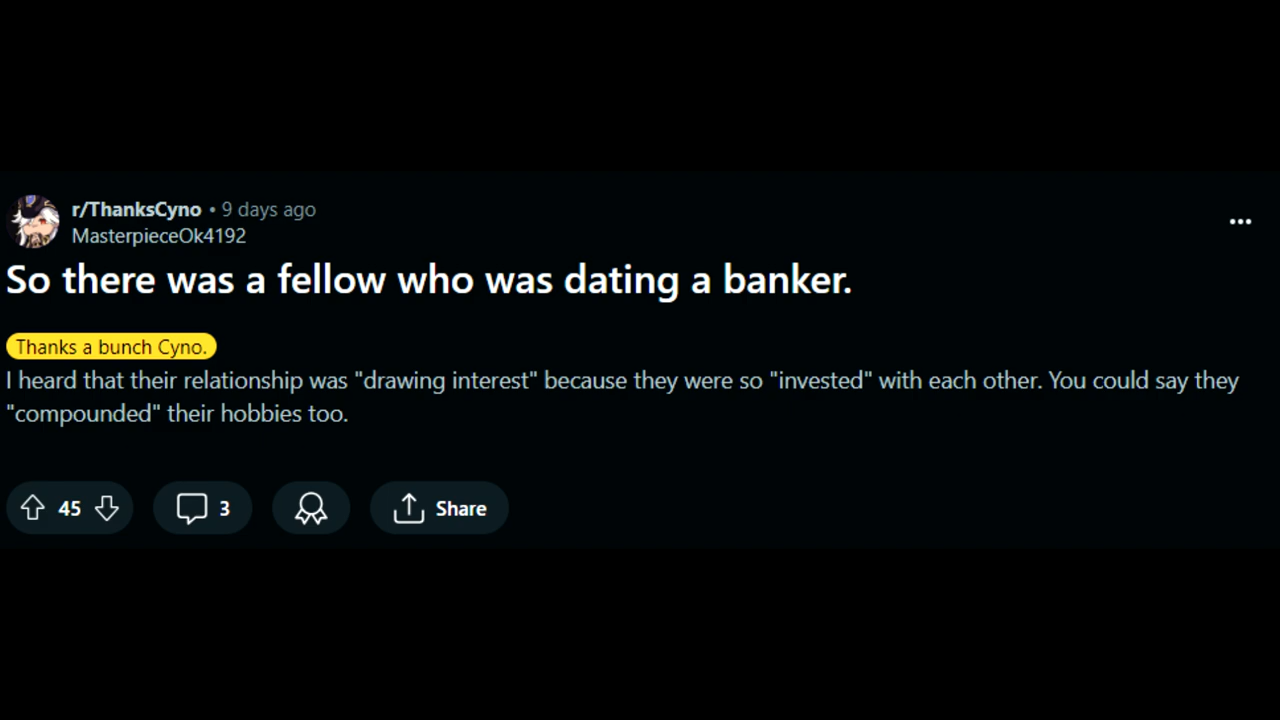 r/ThanksCyno • 9 days ago
MasterpieceOk4192
So there was a fellow who was dating a banker.
Thanks a bunch Cyno.
I heard that their relationship was "drawing interest" because they were so "invested" with each other. You could say they
"compounded" their hobbies too.
45 3 Share